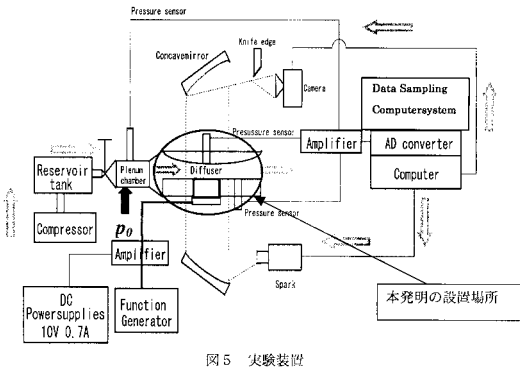 Pressure sensor
Knife edge
Concavemirror
Camera
Data Sampling
Computersystem
Presussure sensor
Amplifier
AD converter
Computer
Reservoir
tank
Plenum
chamber
Diffuser
Compressor
p0
Pressure sensor
Amplifier
Spark
DC
Powersupplies
10V 0.7A
Function
Generator
本発明の設置場所
図5 実験装置